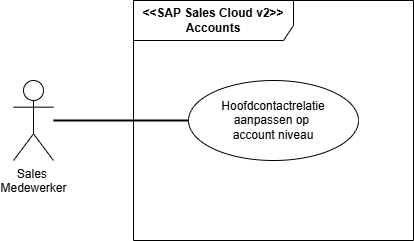 <<SAP Sales Cloud v2>>
Accounts
Hoofdcontactrelatie
aanpassen op
account niveau
Sales
Medewerker